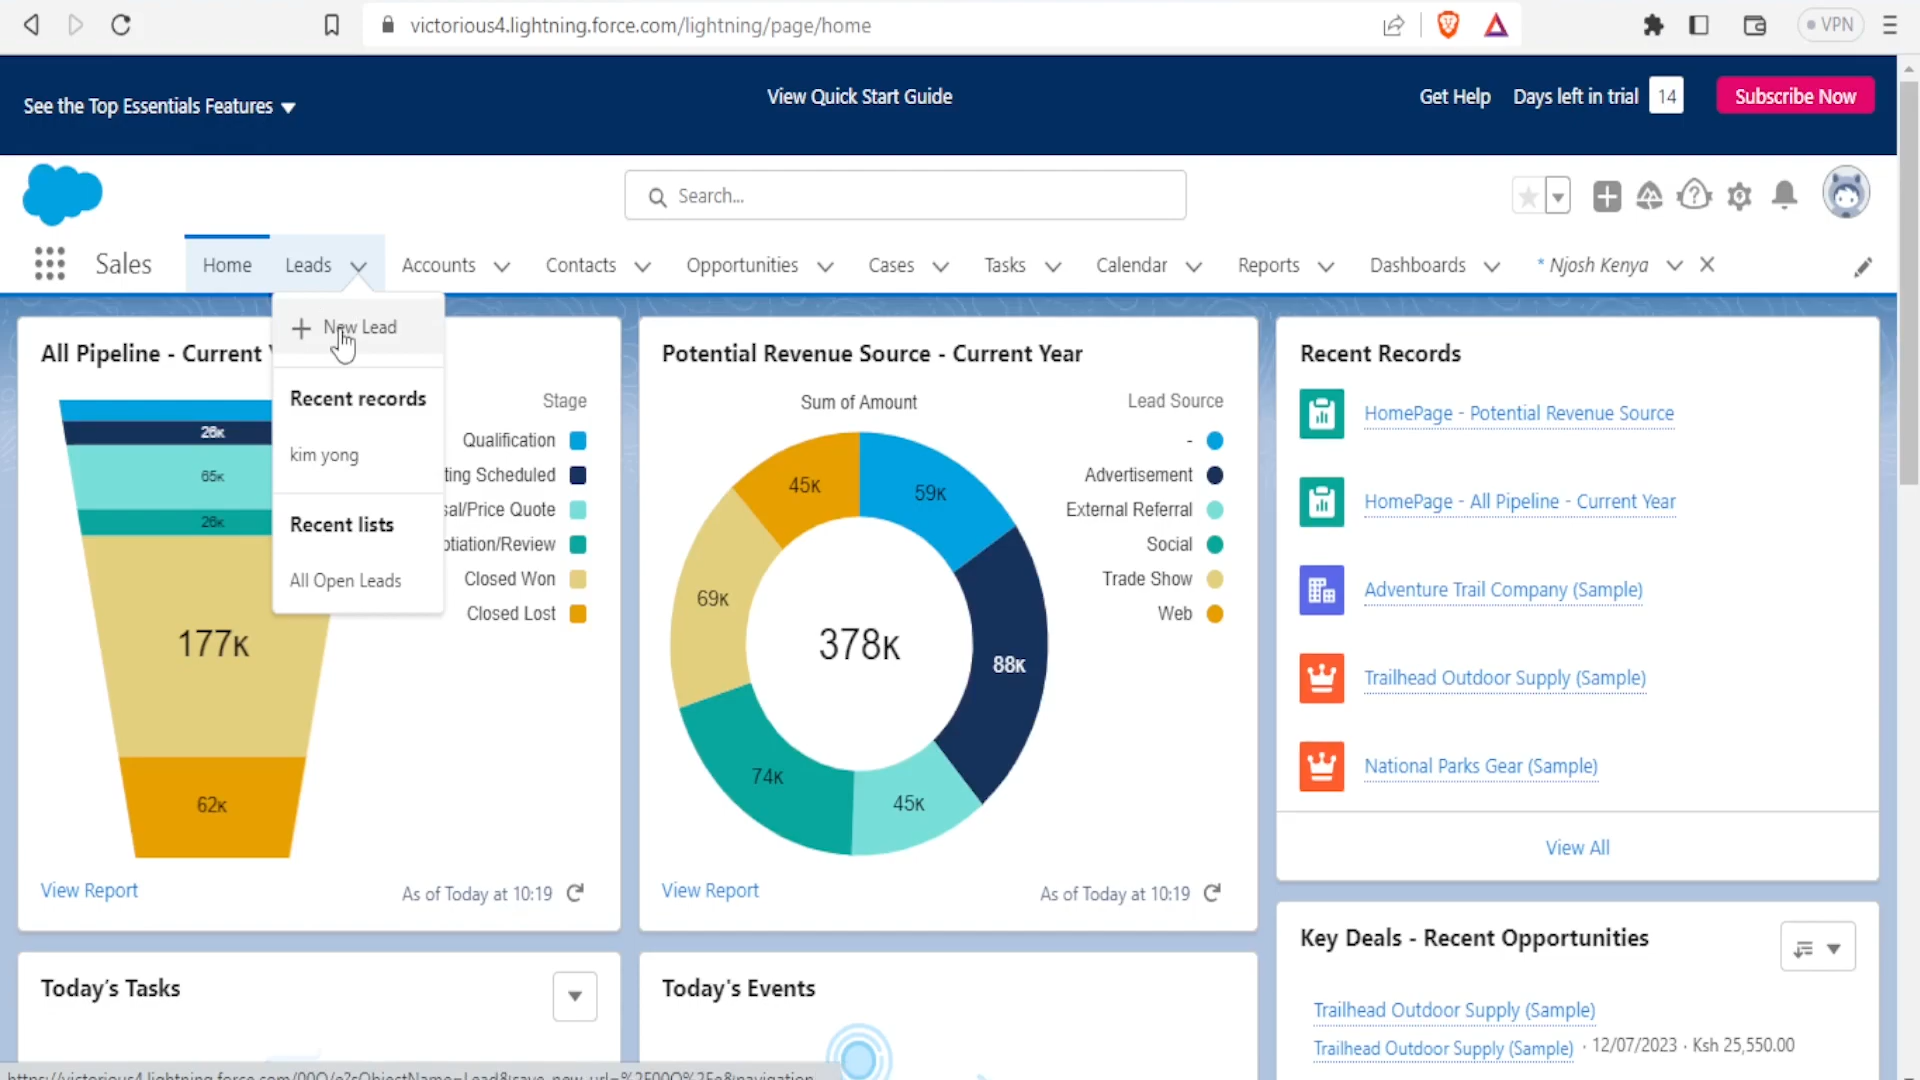 victorious4.lightning.force.com/lightning/page/home
VPN
See the Top Essentials Features
View Quick Start Guide
Get Help
Days left in trial 14
Subscribe Now
Search...
Sales
Home
Leads
Accounts
Contacts
Opportunities
Cases
Tasks
Calendar
Reports
Dashboards
* Njosh Kenya
New Lead
Recent records
kim yong
Recent lists
All Open Leads
All Pipeline - Current
Stage
Qualification
ting Scheduled
sal/Price Quote
otiation/Review
Closed Won
Closed Lost
26K
65K
26K
177K
62K
View Report
As of Today at 10:19
Potential Revenue Source - Current Year
Sum of Amount
Lead Source
-
Advertisement
External Referral
Social
Trade Show
Web
45K
59K
69K
378K
88K
74K
45K
View Report
As of Today at 10:19
Recent Records
HomePage - Potential Revenue Source
HomePage - All Pipeline - Current Year
Adventure Trail Company (Sample)
Trailhead Outdoor Supply (Sample)
National Parks Gear (Sample)
View All
Key Deals - Recent Opportunities
Trailhead Outdoor Supply (Sample)
Trailhead Outdoor Supply (Sample) · 12/07/2023 · Ksh 25,550.00
Today's Tasks
Today's Events